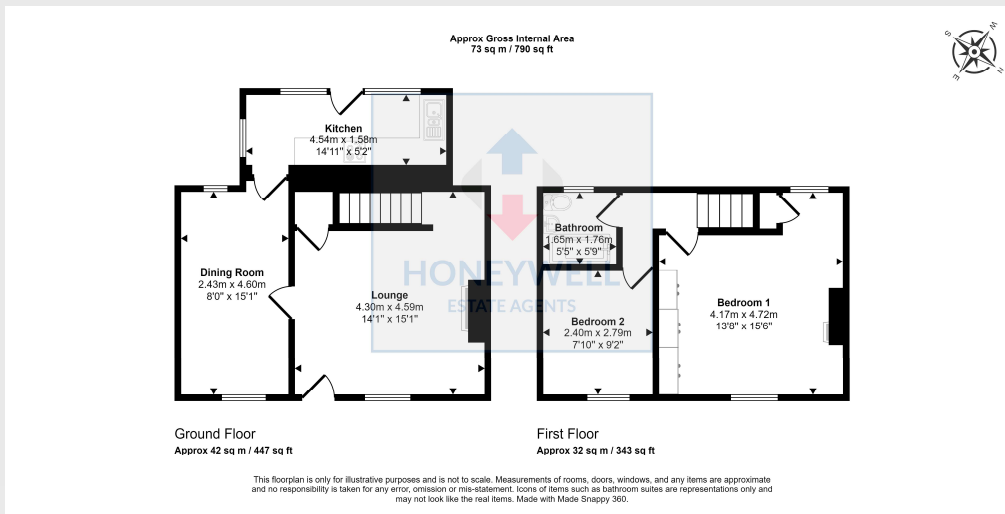 Approx Gross Internal Area
73 sq m / 790 sq ft
S
W
E
N
Kitchen
4.54m x 1.58m
14'11" x 5'2"
Dining Room
2.43m x 4.60m
8'0" x 15'1"
Lounge
4.30m x 4.59m
14'1" x 15'1"
Bathroom
1.65m x 1.76m
5'5" x 5'9"
Bedroom 2
2.40m x 2.79m
7'10" x 9'2"
Bedroom 1
4.17m x 4.72m
13'8" x 15'6"
HONEYWELL
ESTATE AGENTS
Ground Floor
Approx 42 sq m / 447 sq ft
First Floor
Approx 32 sq m / 343 sq ft
This floorplan is only for illustrative purposes and is not to scale. Measurements of rooms, doors, windows, and any items are approximate
and no responsibility is taken for any error, omission or mis-statement. Icons of items such as bathroom suites are representations only and
may not look like the real items. Made with Made Snappy 360.